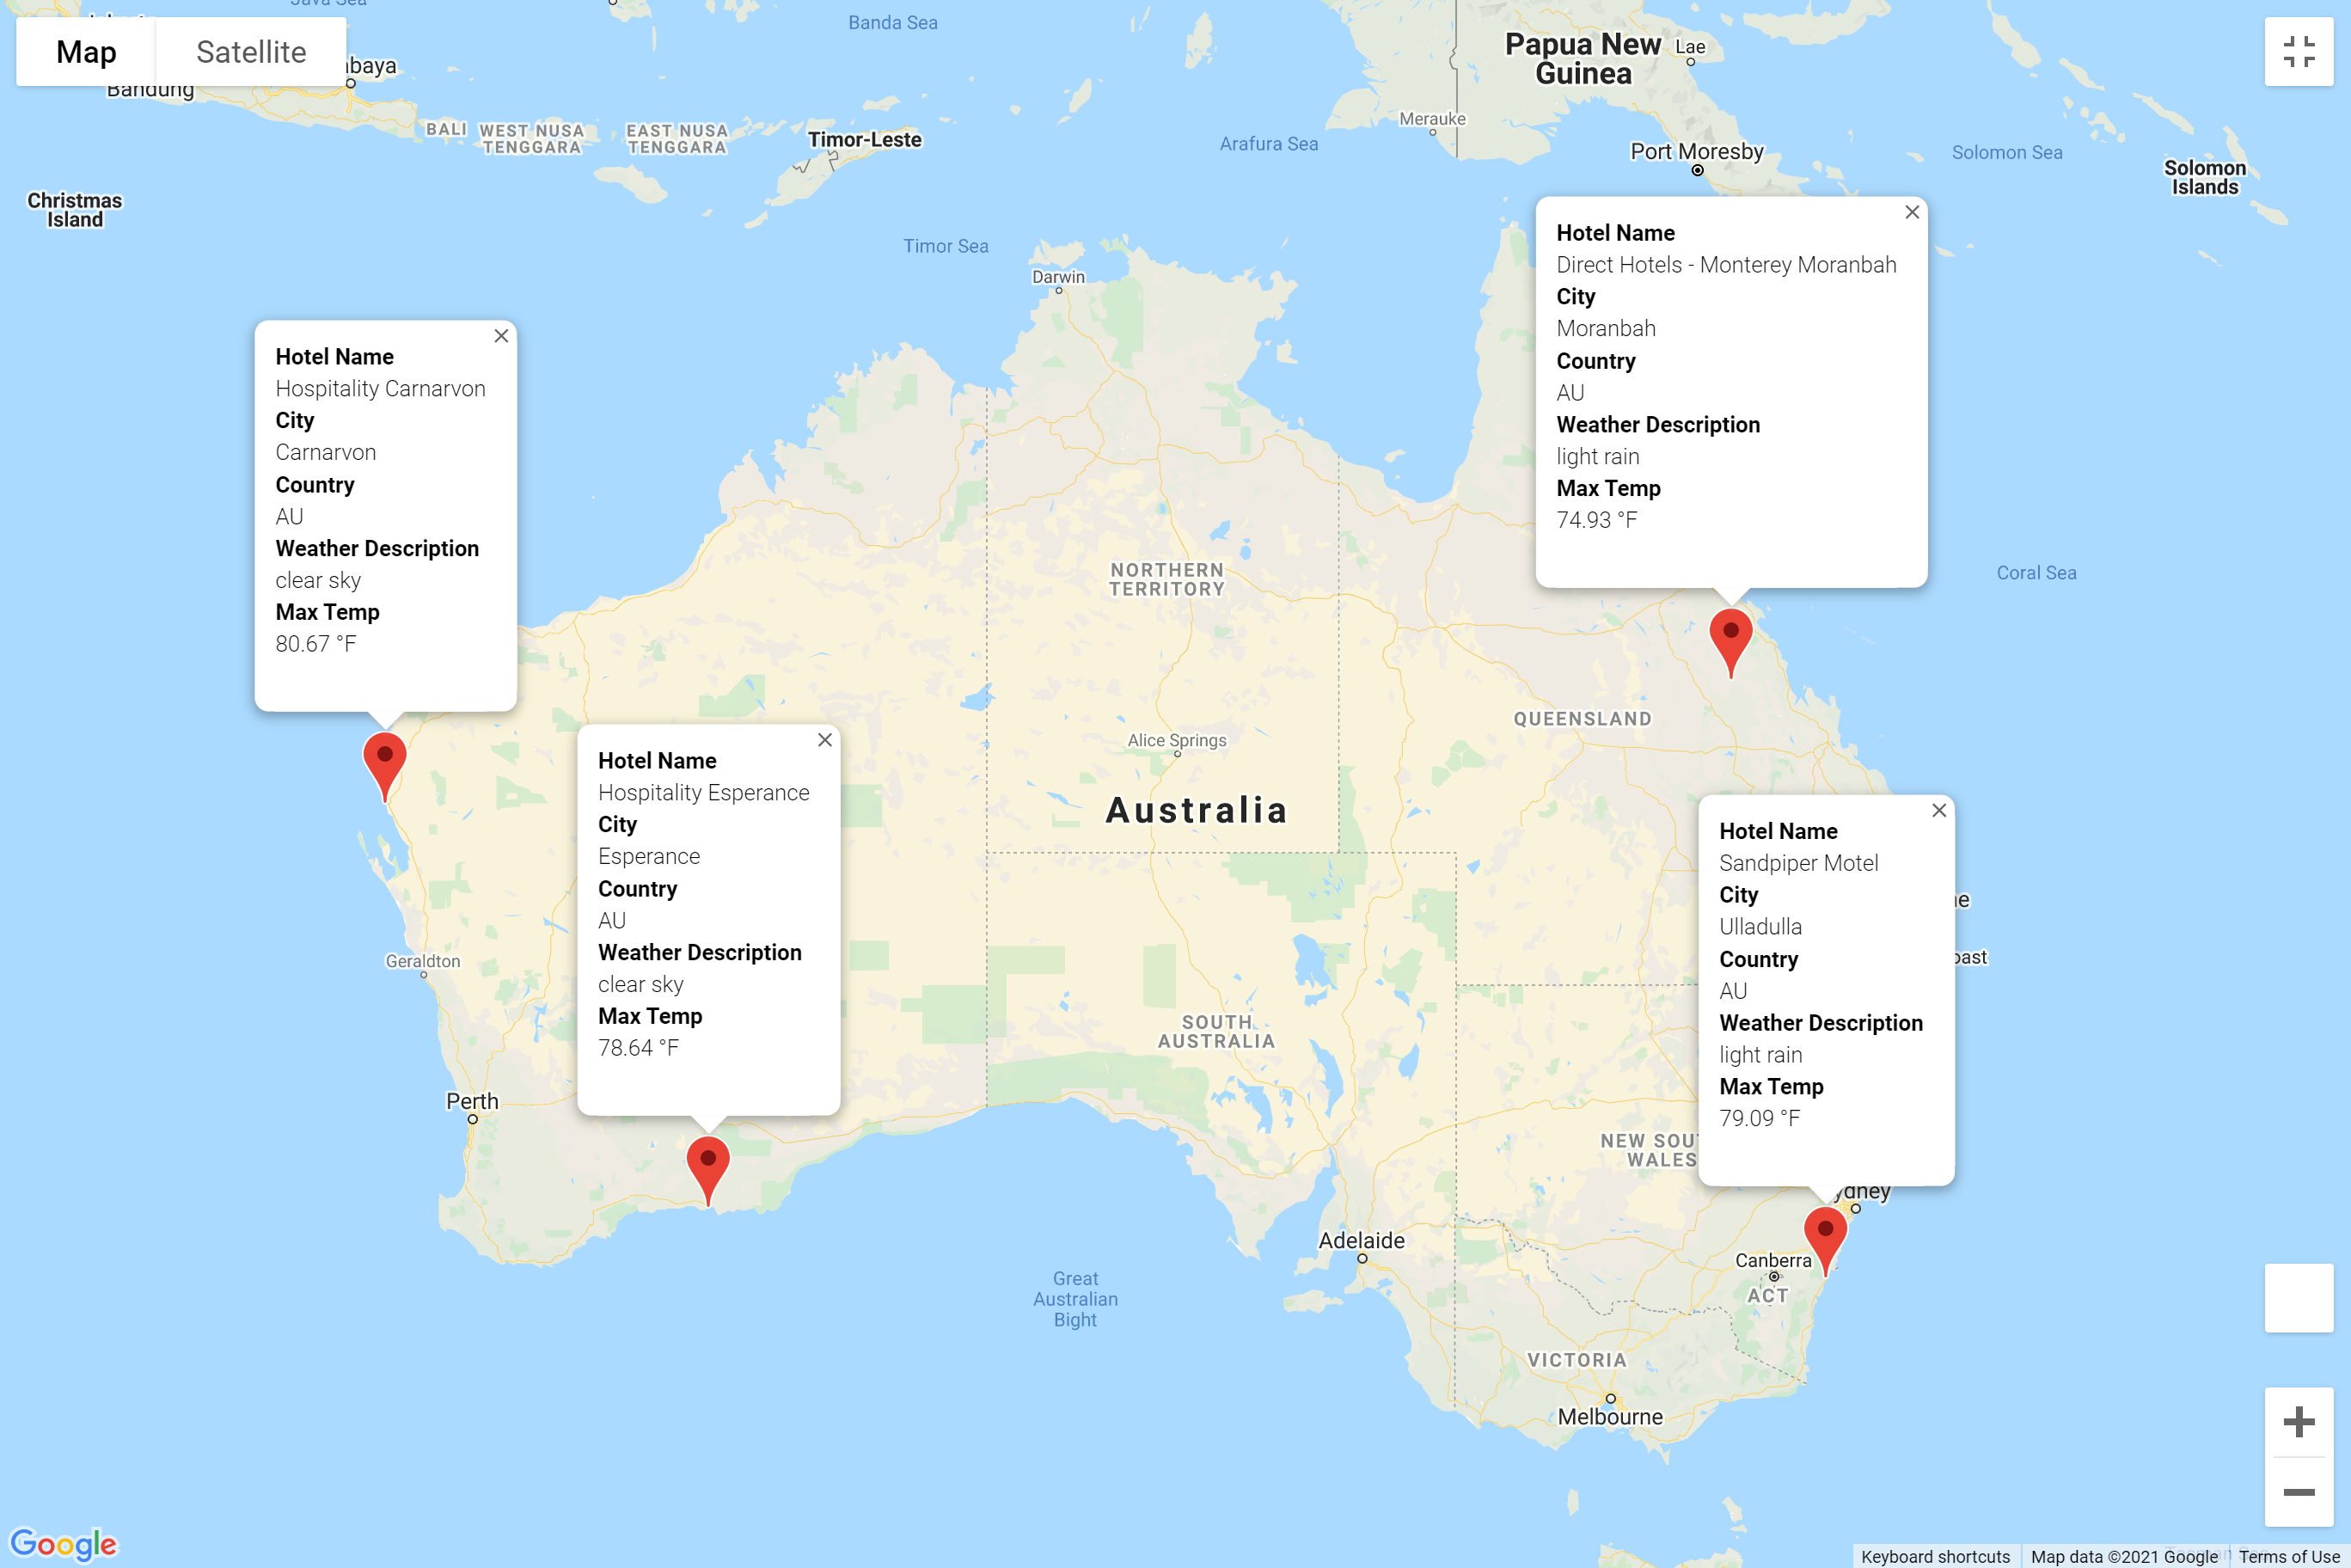 Java Sea
Banda Sea
Map
Satellite
Bandung
Papua New
Guinea
Lae
BALI
WEST NUSA
TENGGARA
EAST NUSA
TENGGARA
Timor-Leste
Arafura Sea
Merauke
Port Moresby
Solomon Sea
Solomon
Islands
Christmas
Island
Timor Sea
Darwin
Hotel Name
Direct Hotels - Monterey Moranbah
City
Moranbah
Country
AU
Weather Description
light rain
Max Temp
74.93 °F
Hotel Name
Hospitality Carnarvon
City
Carnarvon
Country
AU
Weather Description
clear sky
Max Temp
80.67 °F
NORTHERN
TERRITORY
Coral Sea
QUEENSLAND
Alice Springs
Australia
Hotel Name
Hospitality Esperance
City
Esperance
Country
AU
Weather Description
clear sky
Max Temp
78.64 °F
Hotel Name
Sandpiper Motel
City
Ulladulla
Country
AU
Weather Description
light rain
Max Temp
79.09 °F
Geraldton
SOUTH
AUSTRALIA
Perth
NEW SOU
WALES
ydney
Adelaide
Canberra
ACT
Great
Australian
Bight
VICTORIA
Melbourne
Google
Keyboard shortcuts
Map data ©2021 Google
Terms of Use